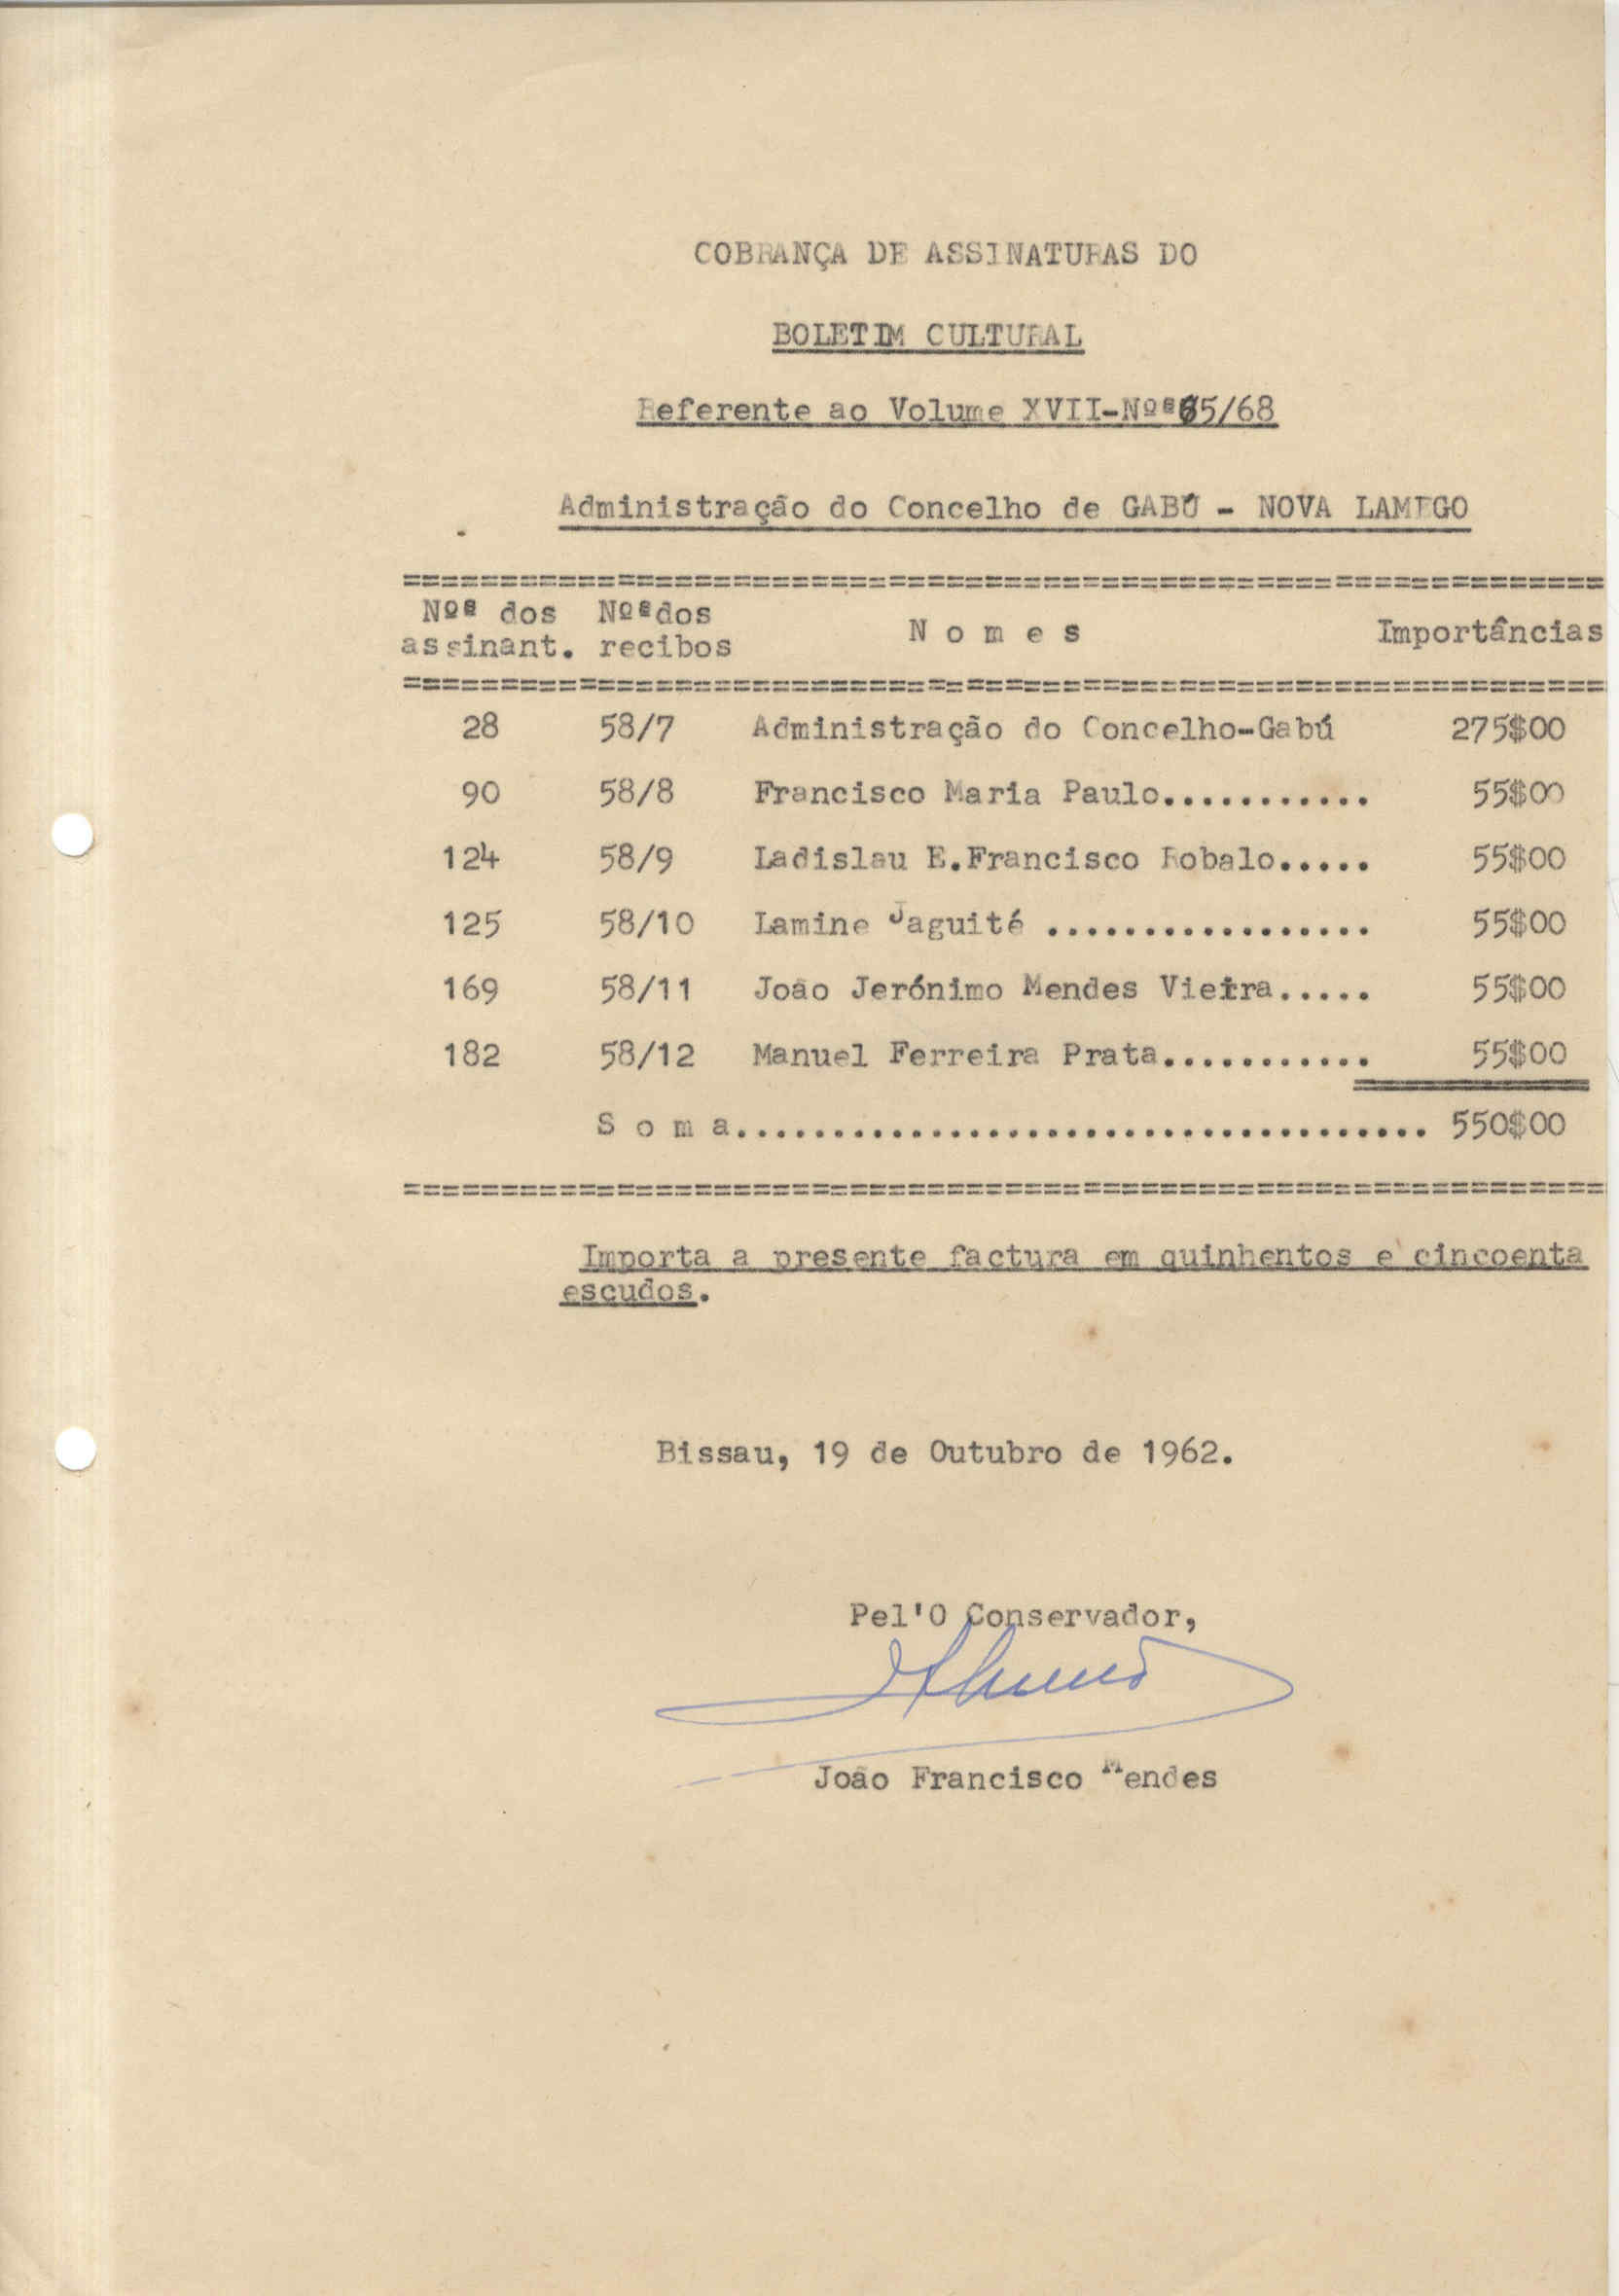 COBRANÇA DE ASSINATURAS DO
BOLETIM CULTURAL
Referente ao Volume XVII-Nºs65/68
Administração do Concelho de GABÚ - NOVA LAMEGO
Nºs dos Nºsdos
assinant. recibos N o m e s Importâncias
28 58/7 Administração do Concelho-Gabú 275$00
90 58/8 Francisco Maria Paulo........... 55$00
124 58/9 Ladislau E.Francisco Robalo..... 55$00
125 58/10 Lamine Jaguité ................. 55$00
169 58/11 João Jerónimo Mendes Vieira..... 55$00
182 58/12 Manuel Ferreira Prata........... 55$00
S o m a.................................... 550$00
Importa a presente factura em quinhentos e cincoenta
escudos.
Bissau, 19 de Outubro de 1962.
Pel'O Conservador,
João Francisco Mendes